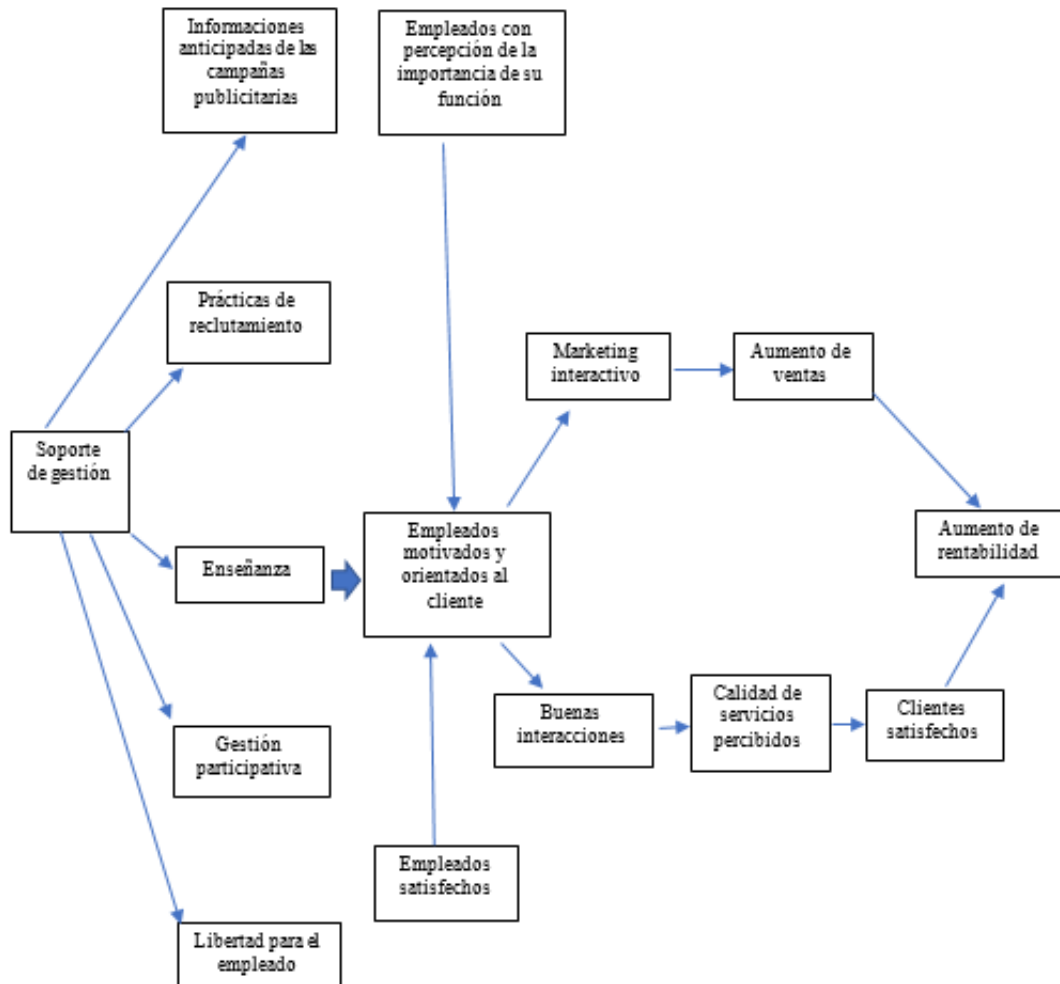 Informaciones
anticipadas de las
campañas
publicitarias
Empleados con
percepción de la
importancia de su
función
Prácticas de
reclutamiento
Marketing
interactivo
Aumento de
ventas
Soporte
de gestión
Empleados
motivados y
orientados al
cliente
Aumento de
rentabilidad
Enseñanza
Buenas
interacciones
Calidad de
servicios
percibidos
Clientes
satisfechos
Gestión
participativa
Empleados
satisfechos
Libertad para el
empleado